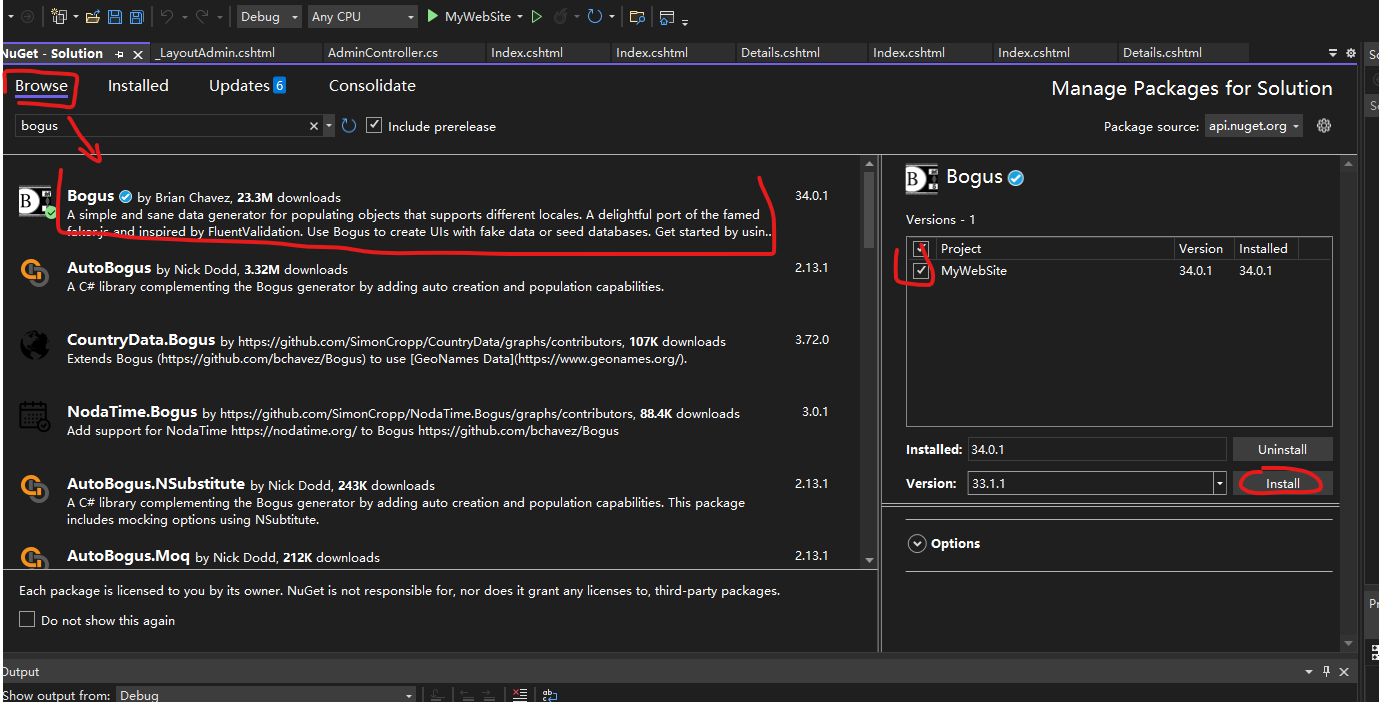 Debug
Any CPU
MyWebSite
NuGet - Solution
_LayoutAdmin.cshtml
AdminController.cs
Index.cshtml
Index.cshtml
Details.cshtml
Index.cshtml
Index.cshtml
Details.cshtml
Browse
Installed
Updates 6
Consolidate
Manage Packages for Solution
bogus
Include prerelease
Package source: api.nuget.org
Bogus by Brian Chavez, 23.3M downloads
34.0.1
A simple and sane data generator for populating objects that supports different locales. A delightful port of the famed
faker.js and inspired by FluentValidation. Use Bogus to create UIs with fake data or seed databases. Get started by usin...
AutoBogus by Nick Dodd, 3.32M downloads
2.13.1
A C# library complementing the Bogus generator by adding auto creation and population capabilities.
CountryData.Bogus by https://github.com/SimonCropp/CountryData/graphs/contributors, 107K downloads
3.72.0
Extends Bogus (https://github.com/bchavez/Bogus) to use [GeoNames Data](https://www.geonames.org/).
NodaTime.Bogus by https://github.com/SimonCropp/NodaTime.Bogus/graphs/contributors, 88.4K downloads
3.0.1
Add support for NodaTime https://nodatime.org/ to Bogus https://github.com/bchavez/Bogus
AutoBogus.NSubstitute by Nick Dodd, 243K downloads
2.13.1
A C# library complementing the Bogus generator by adding auto creation and population capabilities. This package
includes mocking options using NSubtitute.
AutoBogus.Moq by Nick Dodd, 212K downloads
2.13.1
Each package is licensed to you by its owner. NuGet is not responsible for, nor does it grant any licenses to, third-party packages.
Do not show this again
B
Bogus
Versions - 1
Project
Version
Installed
MyWebSite
34.0.1
34.0.1
Installed: 34.0.1
Uninstall
Version: 33.1.1
Install
Options
Output
Show output from: Debug